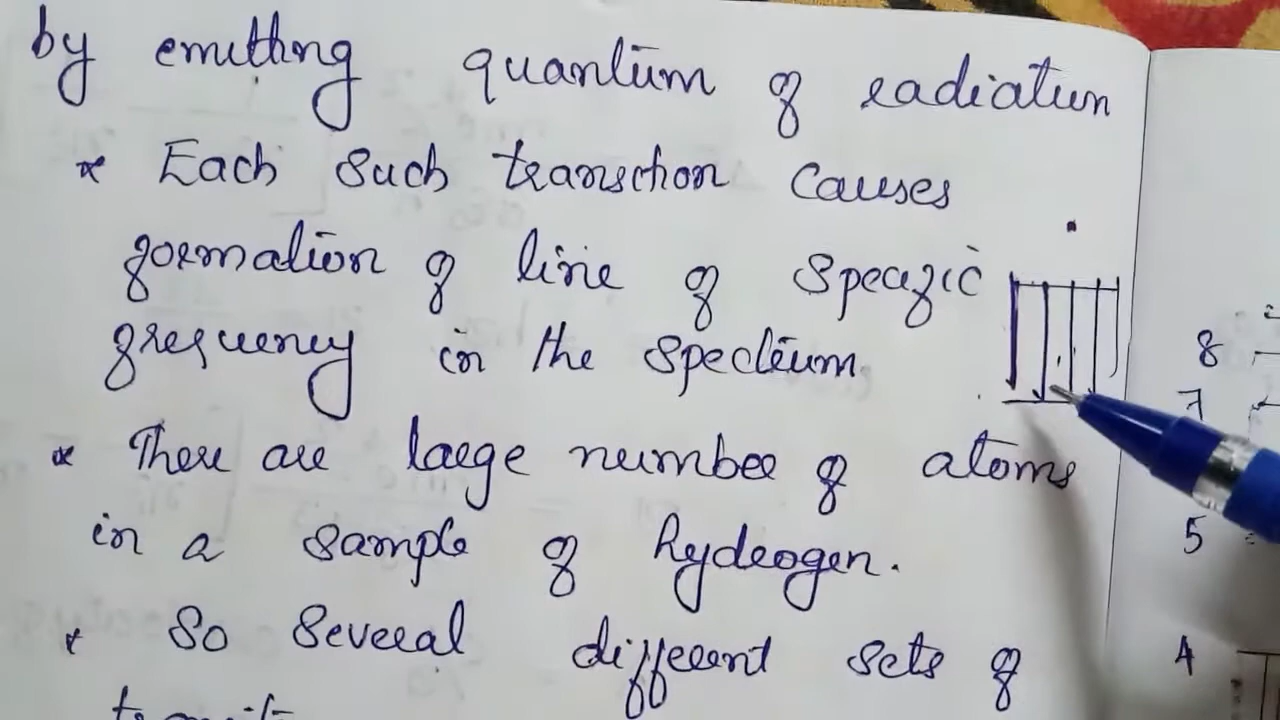 by emitting quantum of radiation
* Each such transition causes
formation of line of specific
frequency in the spectrum.
* There are large number of atoms
in a sample of hydrogen.
* So several different sets of
8
7
5
4